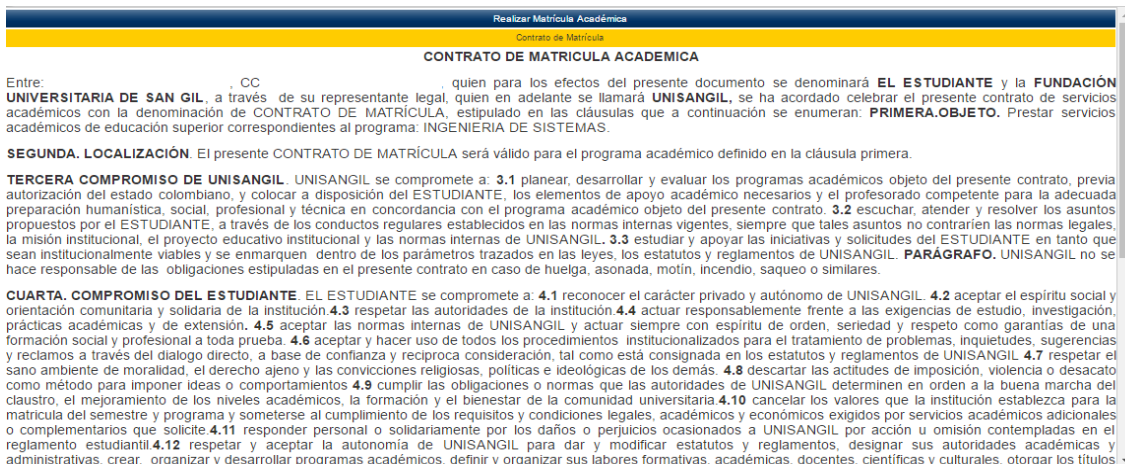 Realizar Matrícula Académica
Contrato de Matrícula
CONTRATO DE MATRICULA ACADEMICA
Entre: , CC , quien para los efectos del presente documento se denominará EL ESTUDIANTE y la FUNDACIÓN
UNIVERSITARIA DE SAN GIL, a través de su representante legal, quien en adelante se llamará UNISANGIL, se ha acordado celebrar el presente contrato de servicios
académicos con la denominación de CONTRATO DE MATRÍCULA, estipulado en las cláusulas que a continuación se enumeran: PRIMERA.OBJETO. Prestar servicios
académicos de educación superior correspondientes al programa: INGENIERIA DE SISTEMAS.
SEGUNDA. LOCALIZACIÓN. El presente CONTRATO DE MATRÍCULA será válido para el programa académico definido en la cláusula primera.
TERCERA COMPROMISO DE UNISANGIL. UNISANGIL se compromete a: 3.1 planear, desarrollar y evaluar los programas académicos objeto del presente contrato, previa
autorización del estado colombiano, y colocar a disposición del ESTUDIANTE, los elementos de apoyo académico necesarios y el profesorado competente para la adecuada
preparación humanística, social, profesional y técnica en concordancia con el programa académico objeto del presente contrato. 3.2 escuchar, atender y resolver los asuntos
propuestos por el ESTUDIANTE, a través de los conductos regulares establecidos en las normas internas vigentes, siempre que tales asuntos no contraríen las normas legales,
la misión institucional, el proyecto educativo institucional y las normas internas de UNISANGIL. 3.3 estudiar y apoyar las iniciativas y solicitudes del ESTUDIANTE en tanto que
sean institucionalmente viables y se enmarquen dentro de los parámetros trazados en las leyes, los estatutos y reglamentos de UNISANGIL. PARÁGRAFO. UNISANGIL no se
hace responsable de las obligaciones estipuladas en el presente contrato en caso de huelga, asonada, motín, incendio, saqueo o similares.
CUARTA. COMPROMISO DEL ESTUDIANTE. EL ESTUDIANTE se compromete a: 4.1 reconocer el carácter privado y autónomo de UNISANGIL. 4.2 aceptar el espíritu social y
orientación comunitaria y solidaria de la institución.4.3 respetar las autoridades de la institución.4.4 actuar responsablemente frente a las exigencias de estudio, investigación,
prácticas académicas y de extensión. 4.5 aceptar las normas internas de UNISANGIL y actuar siempre con espíritu de orden, seriedad y respeto como garantías de una
formación social y profesional a toda prueba. 4.6 aceptar y hacer uso de todos los procedimientos institucionalizados para el tratamiento de problemas, inquietudes, sugerencias
y reclamos a través del dialogo directo, a base de confianza y reciproca consideración, tal como está consignada en los estatutos y reglamentos de UNISANGIL 4.7 respetar el
sano ambiente de moralidad, el derecho ajeno y las convicciones religiosas, políticas e ideológicas de los demás. 4.8 descartar las actitudes de imposición, violencia o desacato
como método para imponer ideas o comportamientos 4.9 cumplir las obligaciones o normas que las autoridades de UNISANGIL determinen en orden a la buena marcha del
claustro, el mejoramiento de los niveles académicos, la formación y el bienestar de la comunidad universitaria.4.10 cancelar los valores que la institución establezca para la
matricula del semestre y programa y someterse al cumplimiento de los requisitos y condiciones legales, académicos y económicos exigidos por servicios académicos adicionales
o complementarios que solicite.4.11 responder personal o solidariamente por los daños o perjuicios ocasionados a UNISANGIL por acción u omisión contempladas en el
reglamento estudiantil.4.12 respetar y aceptar la autonomía de UNISANGIL para dar y modificar estatutos y reglamentos, designar sus autoridades académicas y
administrativas, crear, organizar y desarrollar programas académicos, definir y organizar sus labores formativas, académicas, docentes, científicas y culturales, otorgar los títulos